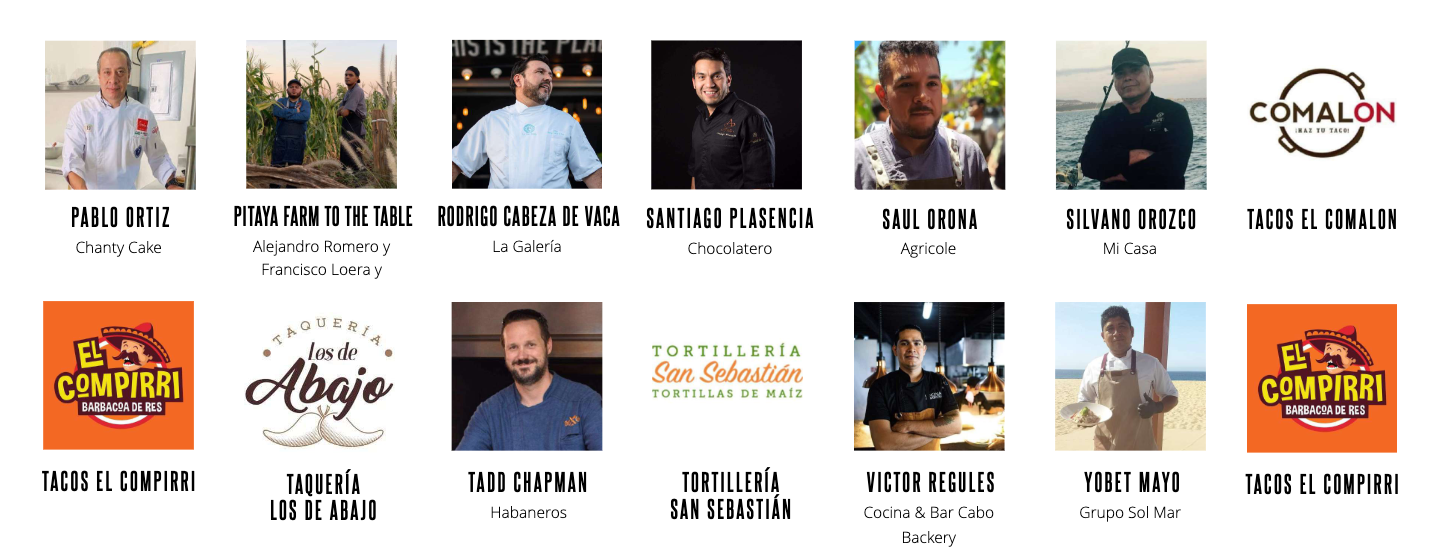 HIS IS THE PLA
COMALON
¡HAZ TU TACO!
PABLO ORTIZ
Chanty Cake
PITAYA FARM TO THE TABLE
Alejandro Romero y
Francisco Loera y
RODRIGO CABEZA DE VACA
La Galería
SANTIAGO PLASENCIA
Chocolatero
SAUL ORONA
Agricole
SILVANO OROZCO
Mi Casa
TACOS EL COMALON
EL
COMPIRRI
BARBACOA DE RES
TACOS EL COMPIRRI
TAQUERÍA
los de
Abajo
TAQUERÍA
LOS DE ABAJO
TADD CHAPMAN
Habaneros
TORTILLERÍA
San Sebastián
TORTILLAS DE MAÍZ
TORTILLERÍA
SAN SEBASTIÁN
VICTOR REGULES
Cocina & Bar Cabo
Backery
YOBET MAYO
Grupo Sol Mar
EL
COMPIRRI
BARBACOA DE RES
TACOS EL COMPIRRI